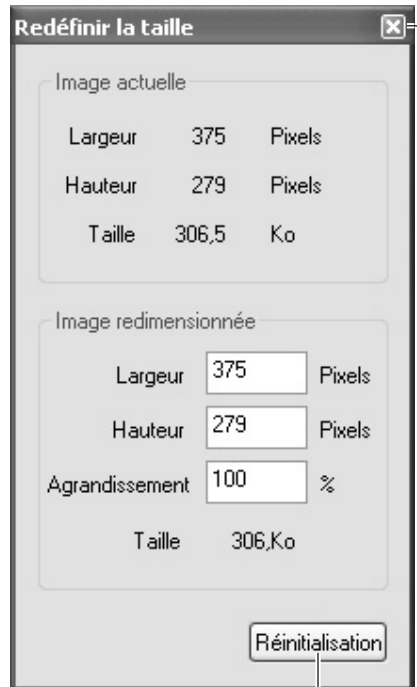 Redéfinir la taille
Image actuelle
Largeur 375 Pixels
Hauteur 279 Pixels
Taille 306,5 Ko
Image redimensionnée
Largeur 375 Pixels
Hauteur 279 Pixels
Agrandissement 100 %
Taille 306,Ko
Réinitialisation